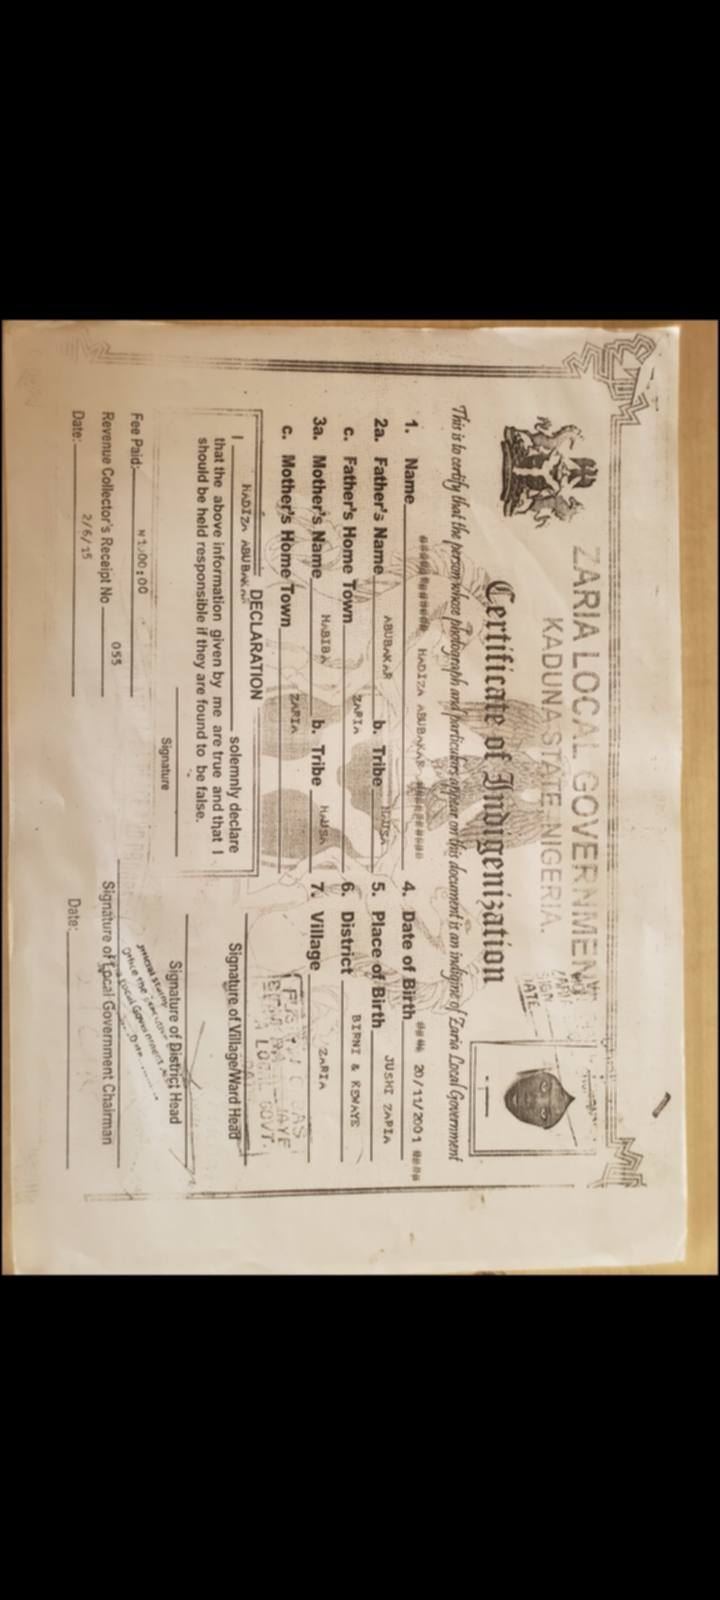 ZARIA LOCAL GOVERNMENT
KADUNA STATE, NIGERIA.
Certificate of Indigenization
This is to certify that the person whose photograph and particulars appear on this document is an indigine of Zaria Local Government
1. Name HADIZA ABUBAKAR
2a. Father's Name ABUBAKAR b. Tribe HAUSA
c. Father's Home Town ZARIA
3a. Mother's Name HABIBA b. Tribe HAUSA
c. Mother's Home Town ZARIA
4. Date of Birth 20/11/2001
5. Place of Birth JUSHI ZARIA
6. District BIRNI & KEWAYE
7. Village ZARIA
DECLARATION
I HADIZA ABUBAKAR solemnly declare
that the above information given by me are true and that I
should be held responsible if they are found to be false.
Signature
Fee Paid: N1,00:00
Revenue Collector's Receipt No 055
Date: 2/6/15
LOCAL GOVT.
Signature of Village/Ward Head
Signature of District Head
Signature of Local Government Chairman
Date: